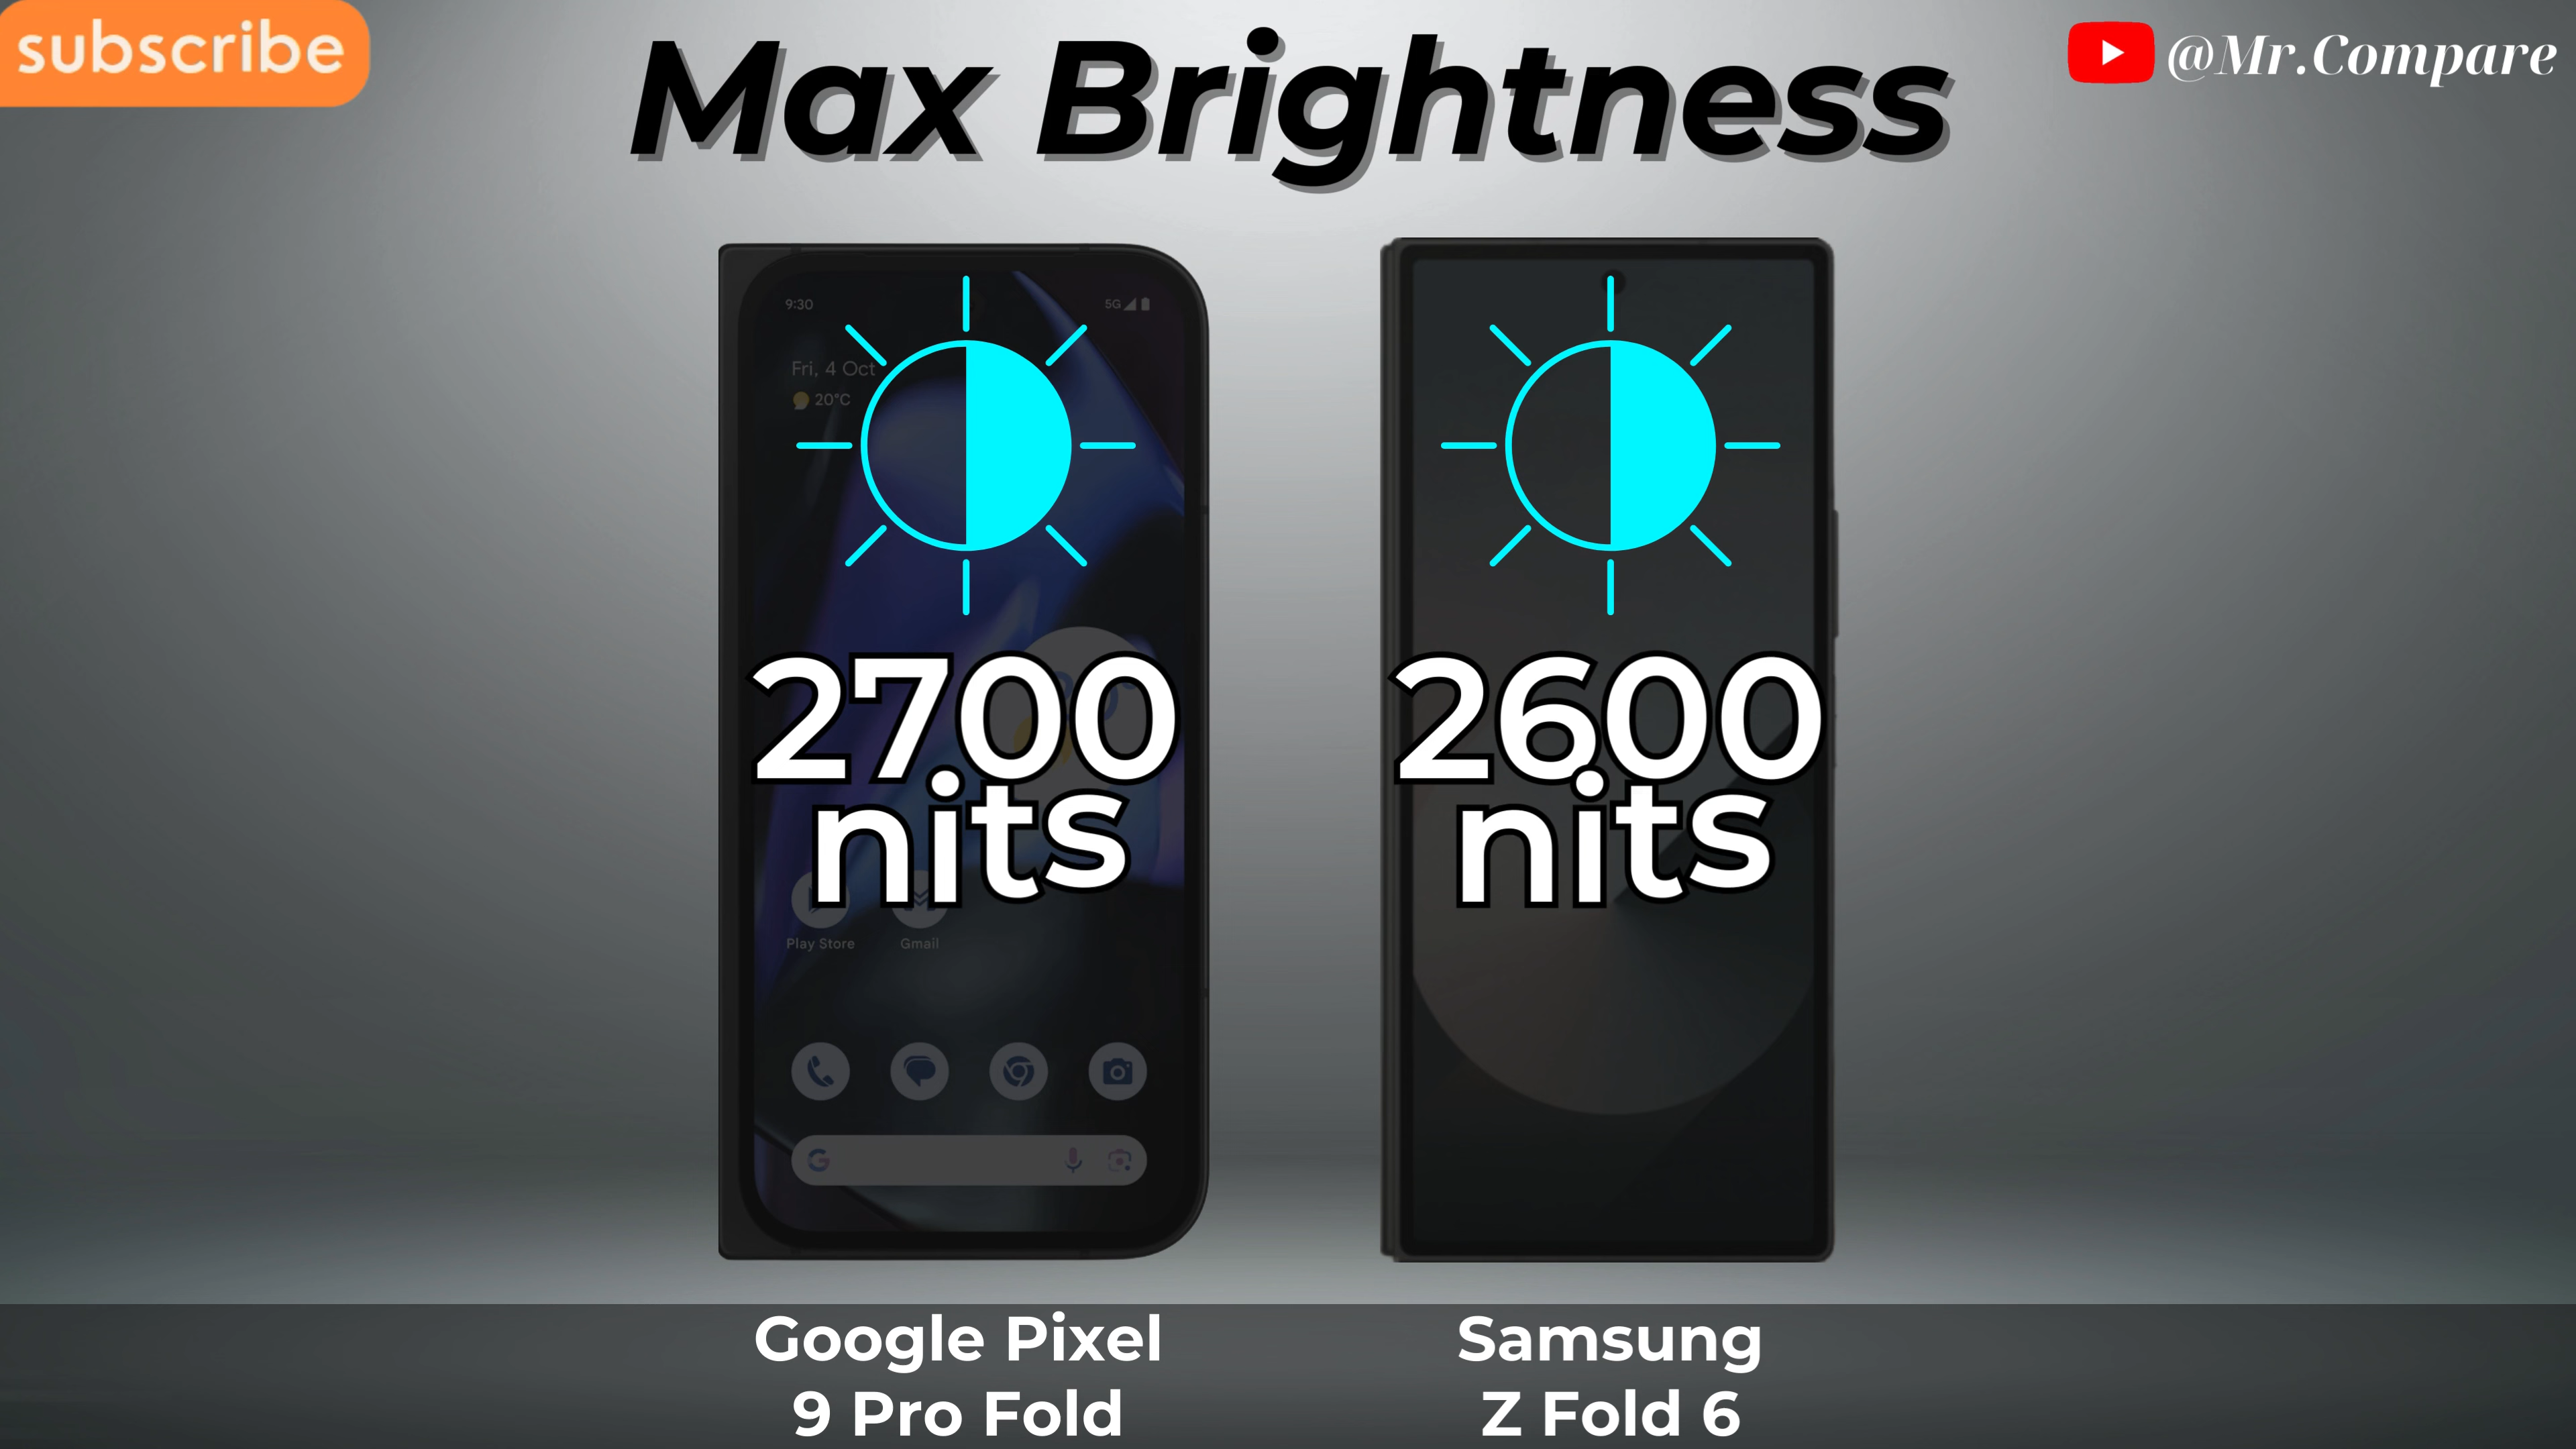 subscribe
Max Brightness
@Mr.Compare
9:30
5G
Fri, 4 Oct
20°C
2700
nits
2600
nits
Play Store
Gmail
G
Google Pixel
9 Pro Fold
Samsung
Z Fold 6